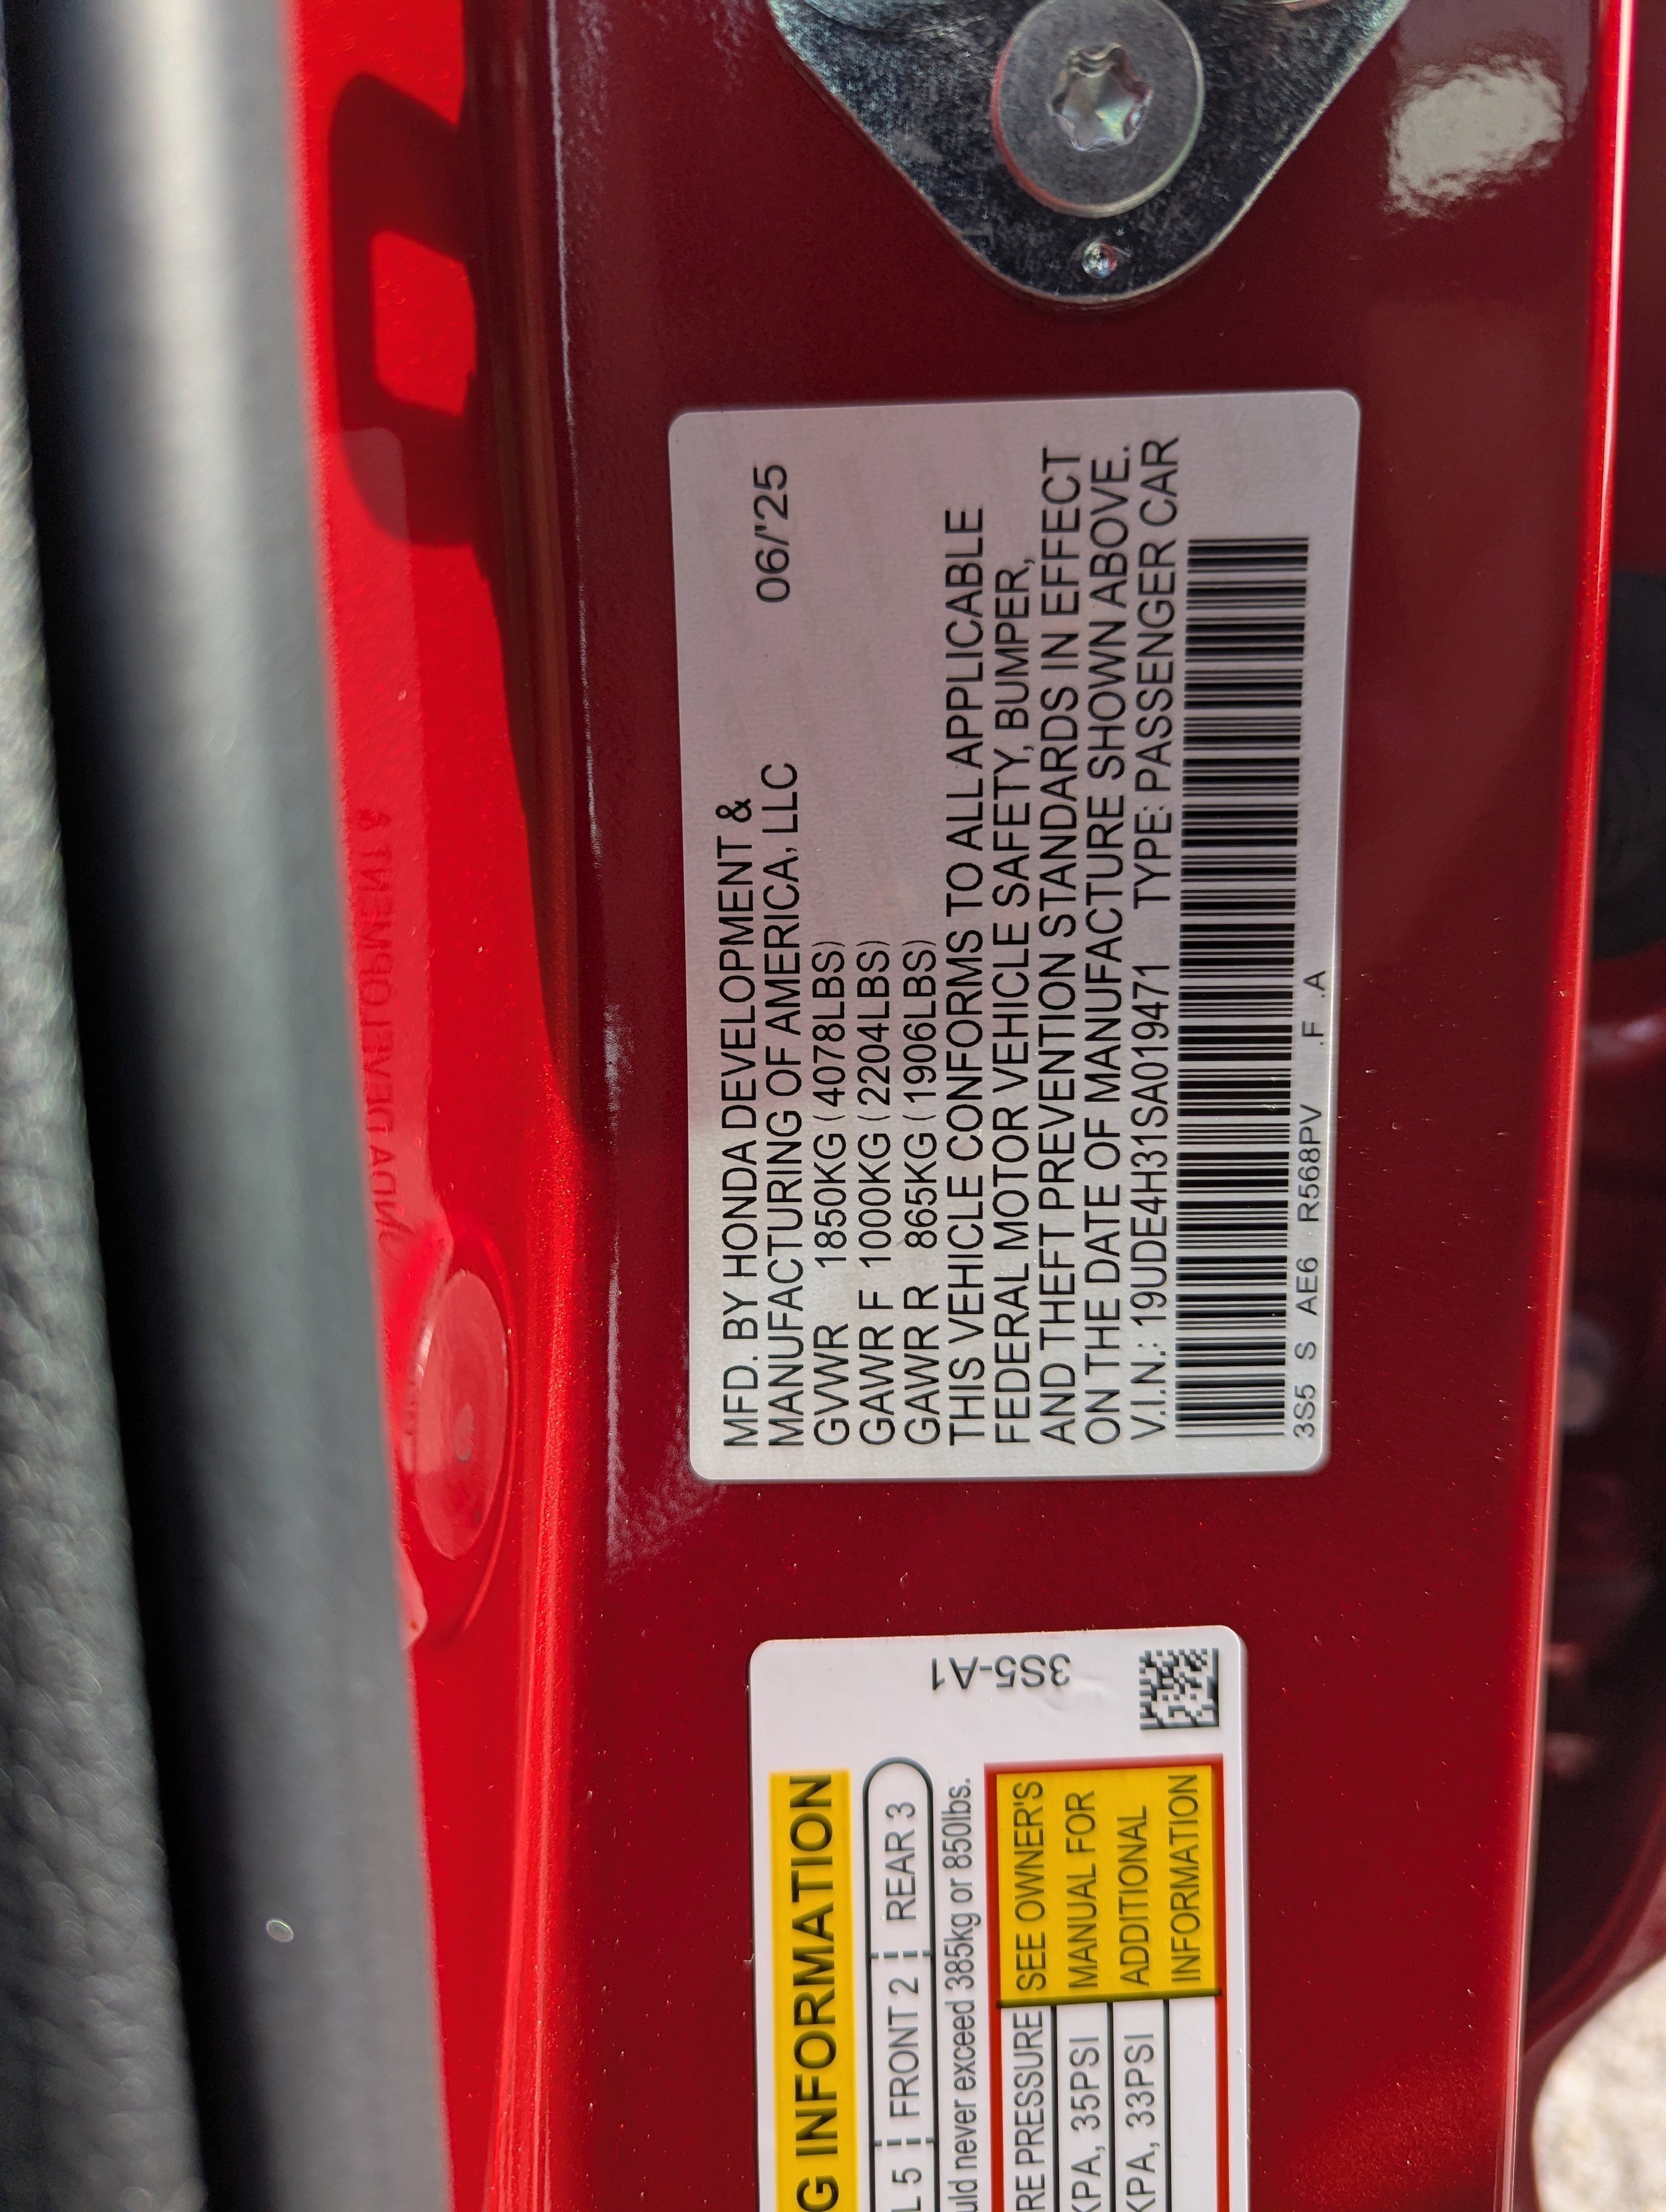 MFD. BY HONDA DEVELOPMENT &
MANUFACTURING OF AMERICA, LLC 06/'25
GVWR 1850KG (4078LBS)
GAWR F 1000KG (2204LBS)
GAWR R 865KG (1906LBS)
THIS VEHICLE CONFORMS TO ALL APPLICABLE
FEDERAL MOTOR VEHICLE SAFETY, BUMPER,
AND THEFT PREVENTION STANDARDS IN EFFECT
ON THE DATE OF MANUFACTURE SHOWN ABOVE.
V.I.N.: 19UDE4H31SA019471 TYPE: PASSENGER CAR
3S5 S AE6 R568PV .F .A
3S5-A1
G INFORMATION
L 5 FRONT 2 REAR 3
uld never exceed 385kg or 850lbs.
RE PRESSURE SEE OWNER'S
KPA, 35PSI MANUAL FOR
KPA, 33PSI ADDITIONAL
INFORMATION